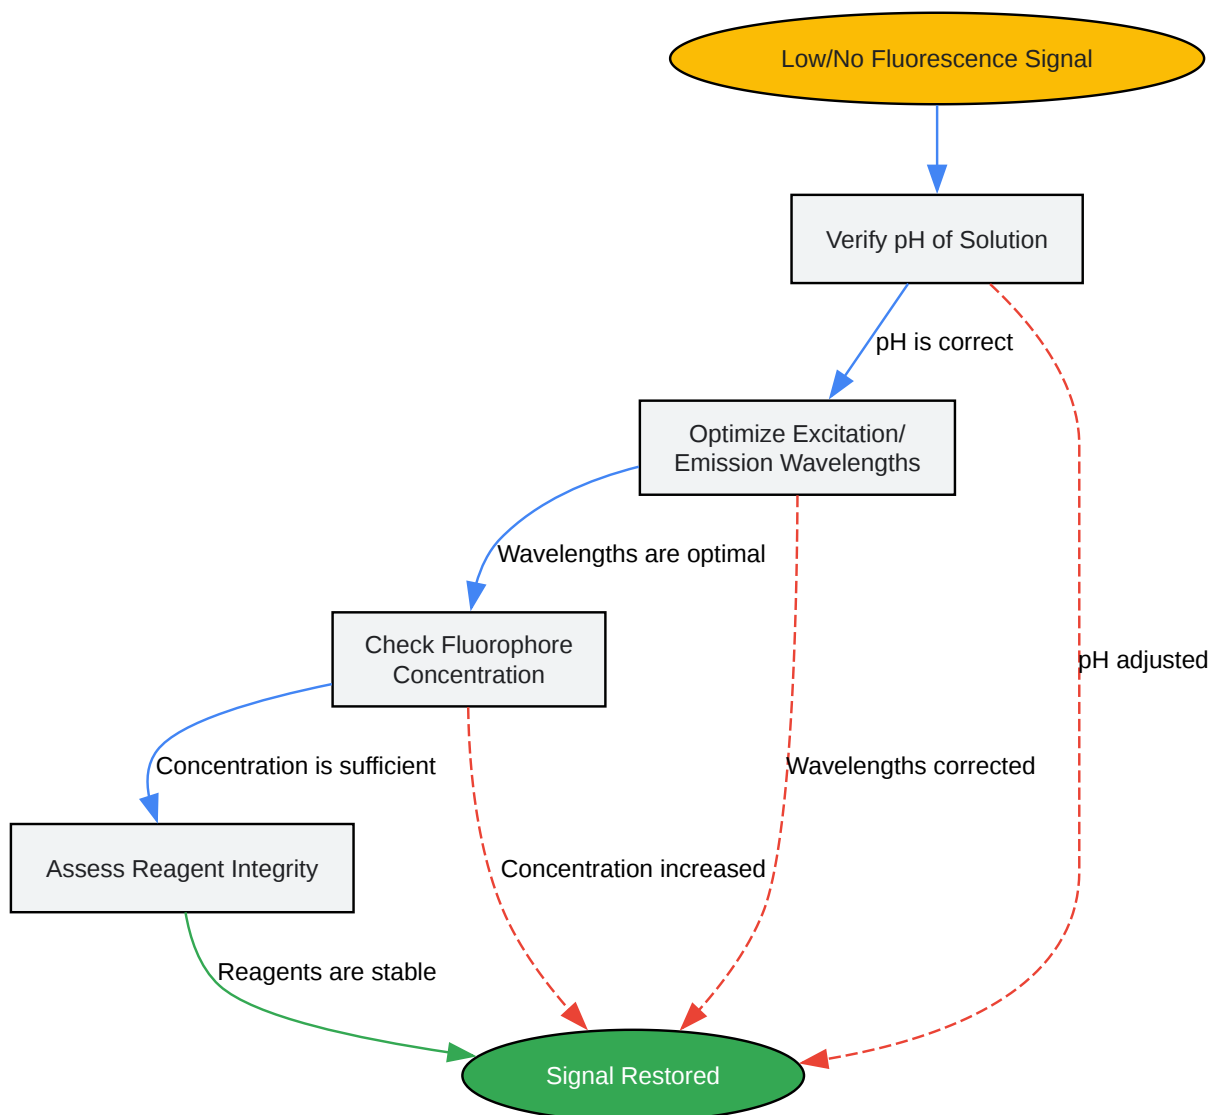 Low/No Fluorescence Signal
Verify pH of Solution
pH is correct
Optimize Excitation/
Emission Wavelengths
Wavelengths are optimal
Check Fluorophore
Concentration
pH adjusted
Concentration is sufficient
Wavelengths corrected
Assess Reagent Integrity
Concentration increased
Reagents are stable
Signal Restored